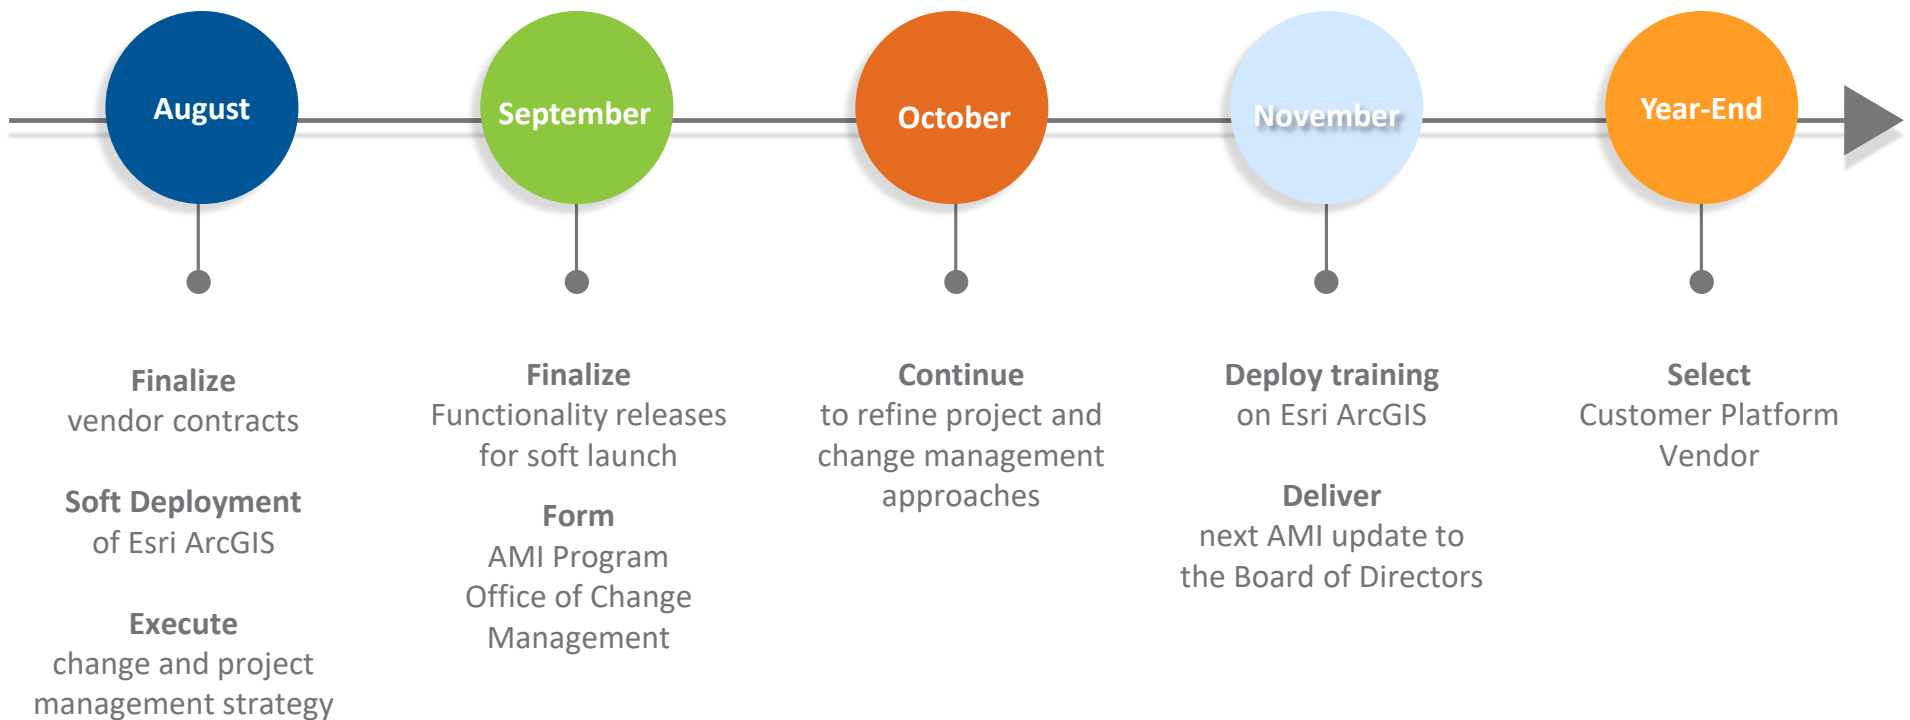 August
September
October
November
Year-End
Finalize
vendor contracts
Soft Deployment
of Esri ArcGIS
Execute
change and project
management strategy
Finalize
Functionality releases
for soft launch
Form
AMI Program
Office of Change
Management
Continue
to refine project and
change management
approaches
Deploy training
on Esri ArcGIS
Deliver
next AMI update to
the Board of Directors
Select
Customer Platform
Vendor